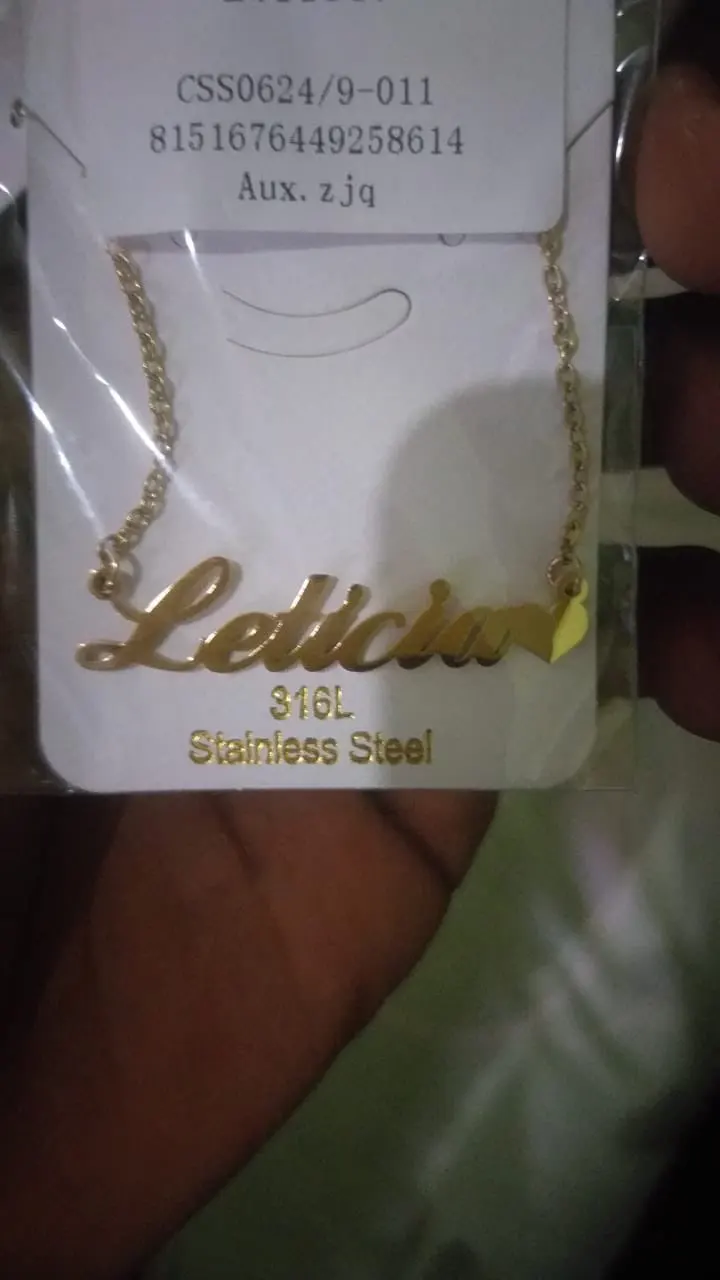 CSS0624/9-011
8151676449258614
Aux. zjq
Leticia
316L
Stainless Steel